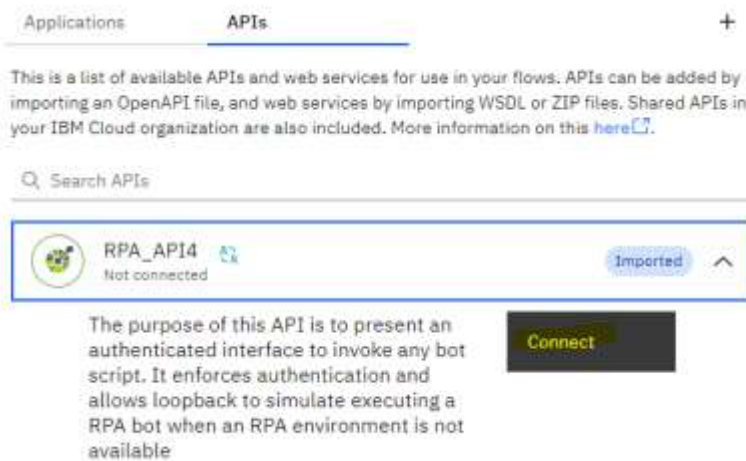 Applications APIs +
This is a list of available APIs and web services for use in your flows. APIs can be added by
importing an OpenAPI file, and web services by importing WSDL or ZIP files. Shared APIs in
your IBM Cloud organization are also included. More information on this here.
Search APIs
RPA_API4
Not connected
Imported
The purpose of this API is to present an
authenticated interface to invoke any bot
script. It enforces authentication and
allows loopback to simulate executing a
RPA bot when an RPA environment is not
available
Connect